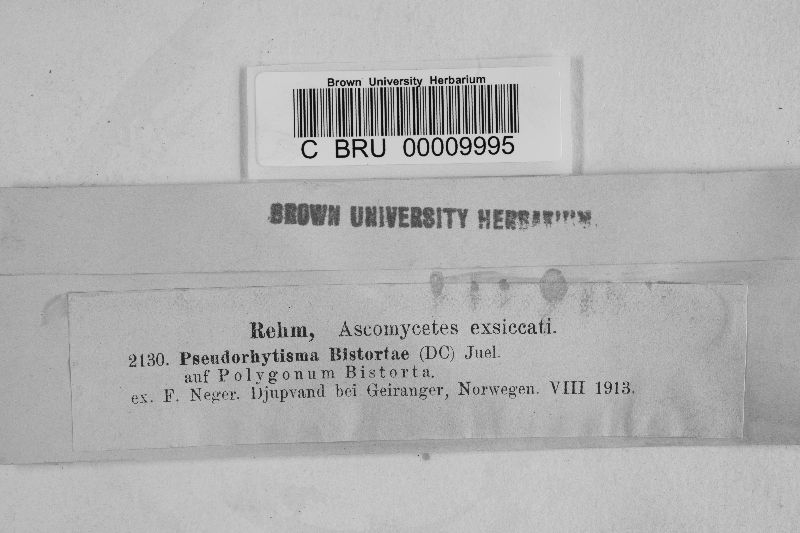 Brown University Herbarium
C BRU 00009995
BROWN UNIVERSITY HERBARIUM.
Rehm, Ascomycetes exsiccati.
2130. Pseudorhytisma Bistortae (DC) Juel.
auf Polygonum Bistorta.
ex. F. Neger. Djupvand bei Geiranger, Norwegen. VIII 1913.